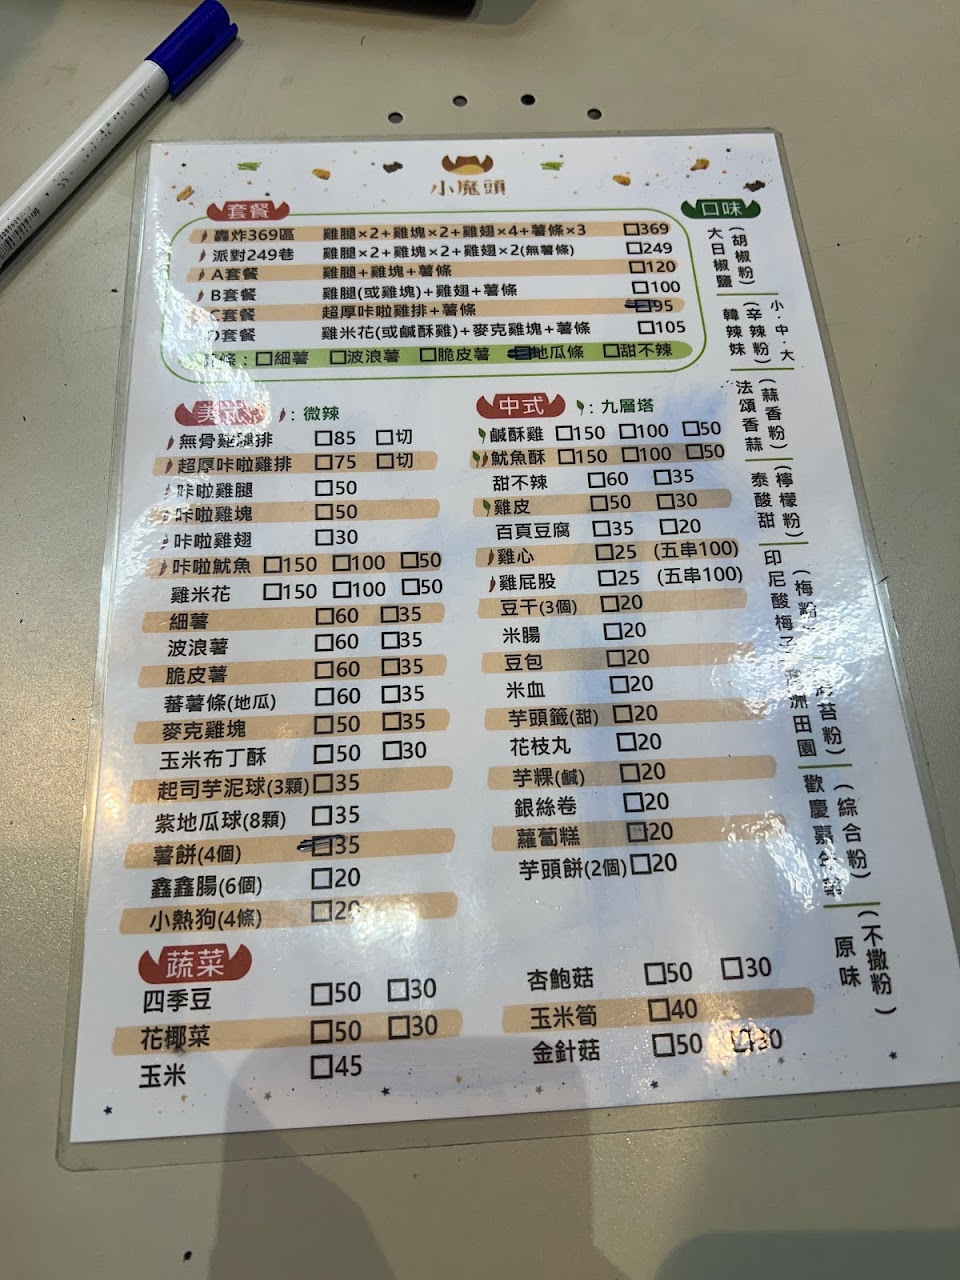 小魔頭
套餐
轟炸369區 雞腿×2+雞塊×2+雞翅×4+薯條×3 □369
派對249巷 雞腿×2+雞塊×2+雞翅×2(無薯條) □249
A套餐 雞腿+雞塊+薯條 □120
B套餐 雞腿(或雞塊)+雞翅+薯條 □100
C套餐 超厚咔啦雞排+薯條 □95
D套餐 雞米花(或鹹酥雞)+麥克雞塊+薯條 □105
條：□細薯 □波浪薯 □脆皮薯 □地瓜條 □甜不辣
美式 ：微辣
無骨雞腿排 □85 □切
超厚咔啦雞排 □75 □切
咔啦雞腿 □50
咔啦雞塊 □50
咔啦雞翅 □30
咔啦魷魚 □150 □100 □50
雞米花 □150 □100 □50
細薯 □60 □35
波浪薯 □60 □35
脆皮薯 □60 □35
蕃薯條(地瓜) □60 □35
麥克雞塊 □50 □35
玉米布丁酥 □50 □30
起司芋泥球(3顆) □35
紫地瓜球(8顆) □35
薯餅(4個) □35
鑫鑫腸(6個) □20
小熱狗(4條) □20
中式 ：九層塔
鹹酥雞 □150 □100 □50
魷魚酥 □150 □100 □50
甜不辣 □60 □35
雞皮 □50 □30
百頁豆腐 □35 □20
雞心 □25 (五串100)
雞屁股 □25 (五串100)
豆干(3個) □20
米腸 □20
豆包 □20
米血 □20
芋頭籤(甜) □20
花枝丸 □20
芋粿(鹹) □20
銀絲卷 □20
蘿蔔糕 □20
芋頭餅(2個) □20
蔬菜
四季豆 □50 □30
花椰菜 □50 □30
玉米 □45
杏鮑菇 □50 □30
玉米筍 □40
金針菇 □50 □30
口味
大日椒鹽
(胡椒粉)
韓辣妹
(辛辣粉)
小·中·大
法頌香蒜
(蒜香粉)
泰酸甜
(檸檬粉)
印尼酸梅子
(梅粉)
洲田園
苔粉)
歡慶嘉年華
(綜合粉)
原味
(不撒粉)